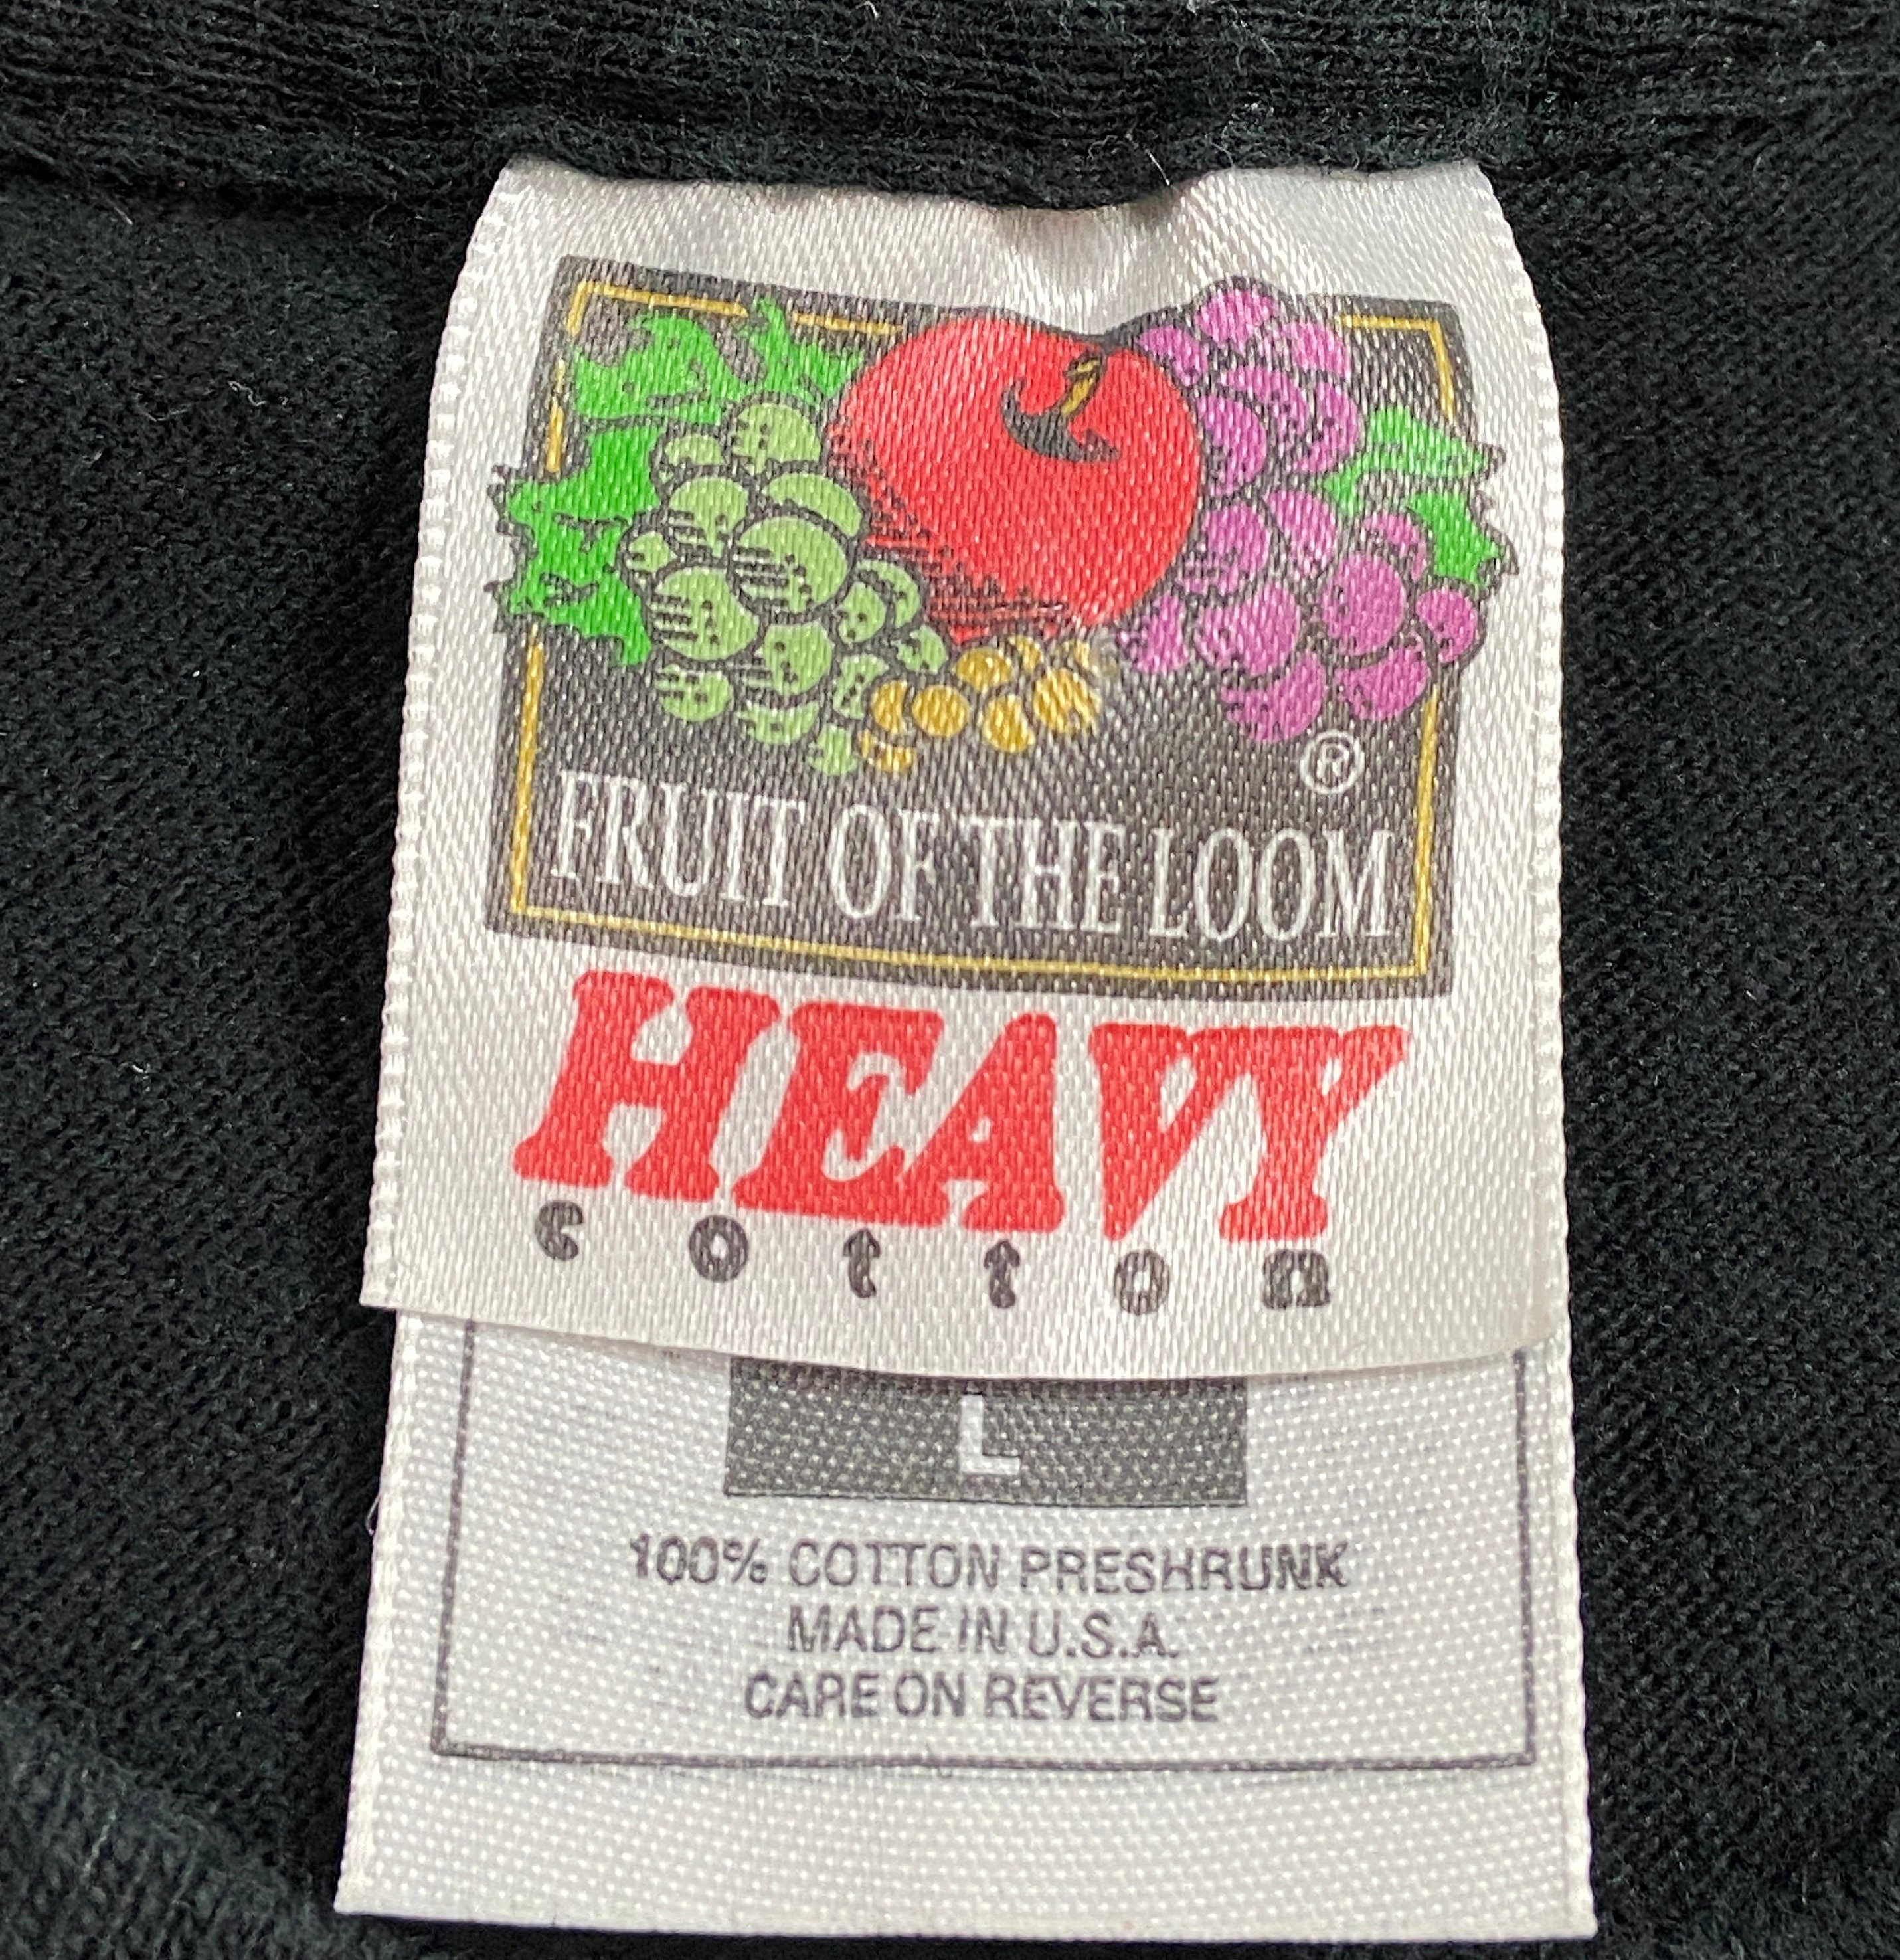 ®
FRUIT OF THE LOOM
HEAVY
cotton
L
100% COTTON PRESHRUNK
MADE IN U.S.A.
CARE ON REVERSE